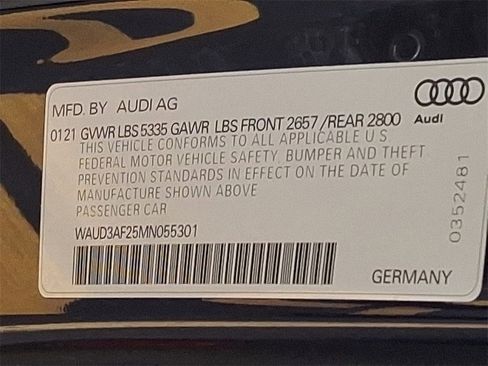 MFD. BY AUDI AG
0121 GVWR LBS 5335 GAWR LBS FRONT 2657 /REAR 2800
THIS VEHICLE CONFORMS TO ALL APPLICABLE U S
FEDERAL MOTOR VEHICLE SAFETY, BUMPER AND THEFT
PREVENTION STANDARDS IN EFFECT ON THE DATE OF
MANUFACTURE SHOWN ABOVE
PASSENGER CAR
WAUD3AF25MN055301
GERMANY
Audi
0352481